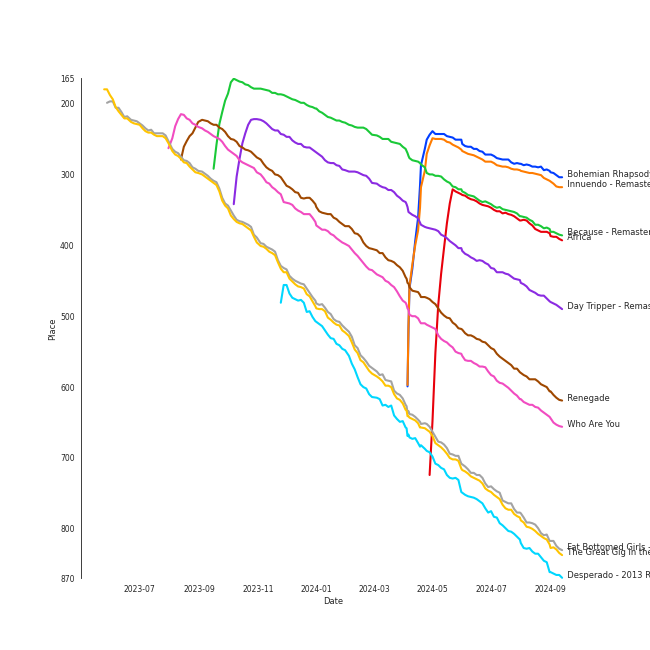 165
200
300
400
500
600
700
800
870
Place
2023-07
2023-09
2023-11
2024-01
2024-03
2024-05
2024-07
2024-09
Date
Bohemian Rhapsody
Innuendo - Remaste
Because - Remaster
Africa
Day Tripper - Remas
Renegade
Who Are You
Fat Bottomed Girls -
The Great Gig in the
Desperado - 2013 R